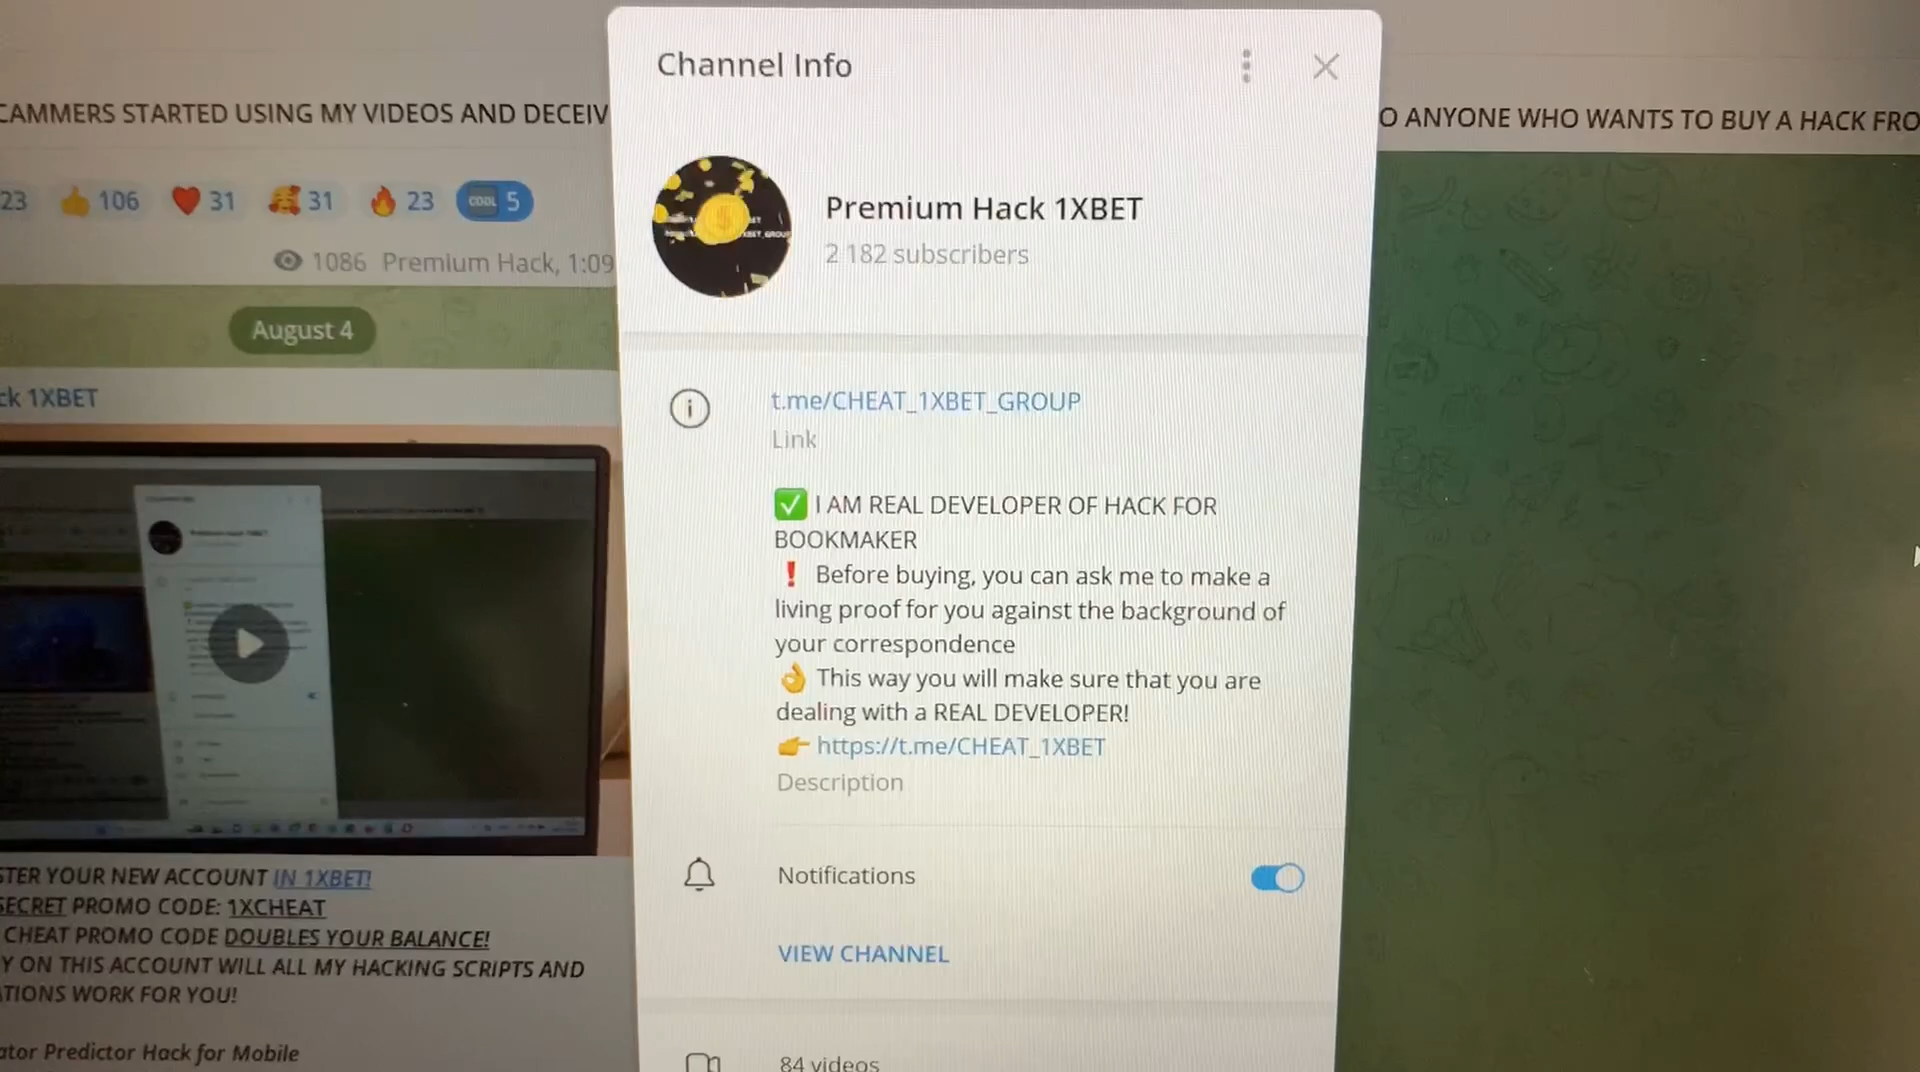 Channel Info
CAMMERS STARTED USING MY VIDEOS AND DECEIV
O ANYONE WHO WANTS TO BUY A HACK FRO
23 106 31 31 23 COOL 5
1086 Premium Hack, 1:09
August 4
ck 1XBET
Premium Hack 1XBET
2 182 subscribers
t.me/CHEAT_1XBET_GROUP
Link
✅ I AM REAL DEVELOPER OF HACK FOR
BOOKMAKER
❗ Before buying, you can ask me to make a
living proof for you against the background of
your correspondence
👌 This way you will make sure that you are
dealing with a REAL DEVELOPER!
👉 https://t.me/CHEAT_1XBET
Description
Notifications
VIEW CHANNEL
84 videos
STER YOUR NEW ACCOUNT IN 1XBET!
SECRET PROMO CODE: 1XCHEAT
CHEAT PROMO CODE DOUBLES YOUR BALANCE!
Y ON THIS ACCOUNT WILL ALL MY HACKING SCRIPTS AND
ATIONS WORK FOR YOU!
ator Predictor Hack for Mobile